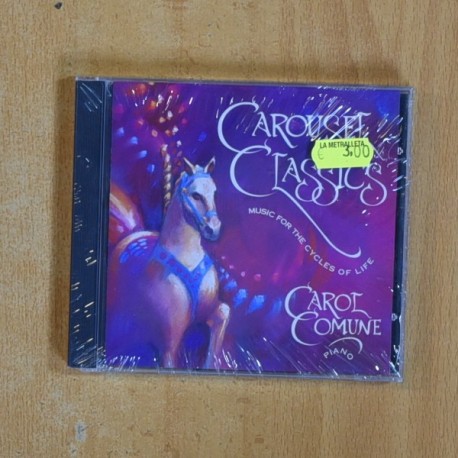 CAROUSEL
CLASSICS
LA METRALLETA
€ 3,00
MUSIC FOR THE CYCLES OF LIFE
CAROL
COMUNE
PIANO